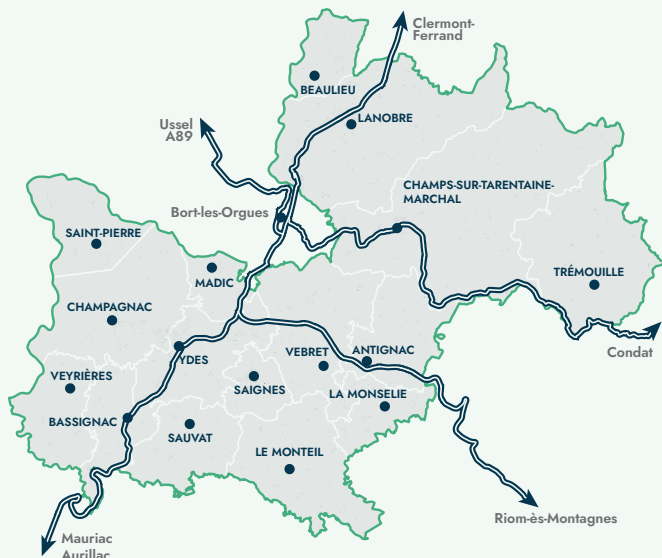 Clermont-
Ferrand
BEAULIEU
LANOBRE
Ussel
A89
CHAMPS-SUR-TARENTAINE-
MARCHAL
Bort-les-Orgues
SAINT-PIERRE
MADIC
TRÉMOUILLE
CHAMPAGNAC
Condat
YDES
VEBRET
ANTIGNAC
VEYRIÈRES
SAIGNES
LA MONSELIE
BASSIGNAC
SAUVAT
LE MONTEIL
Riom-ès-Montagnes
Mauriac
Aurillac